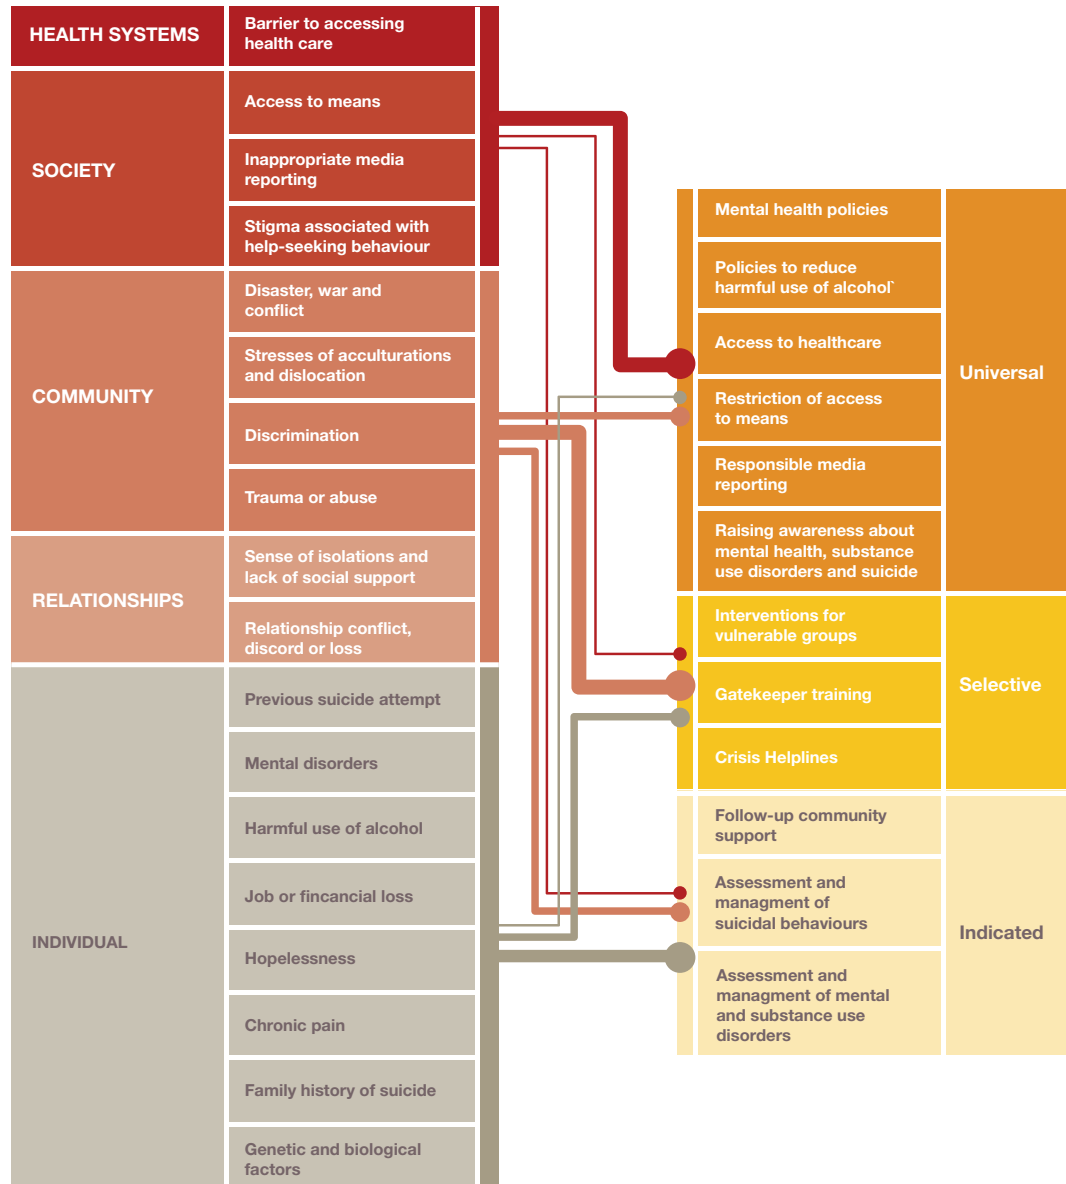 HEALTH SYSTEMS
Barrier to accessing
health care
SOCIETY
Access to means
Inappropriate media
reporting
Stigma associated with
help-seeking behaviour
COMMUNITY
Disaster, war and
conflict
Stresses of acculturations
and dislocation
Discrimination
Trauma or abuse
RELATIONSHIPS
Sense of isolations and
lack of social support
Relationship conflict,
discord or loss
INDIVIDUAL
Previous suicide attempt
Mental disorders
Harmful use of alcohol
Job or fincancial loss
Hopelessness
Chronic pain
Family history of suicide
Genetic and biological
factors
Mental health policies
Policies to reduce
harmful use of alcohol`
Access to healthcare
Restriction of access
to means
Responsible media
reporting
Raising awareness about
mental health, substance
use disorders and suicide
Universal
Interventions for
vulnerable groups
Gatekeeper training
Crisis Helplines
Selective
Follow-up community
support
Assessment and
managment of
suicidal behaviours
Assessment and
managment of mental
and substance use
disorders
Indicated